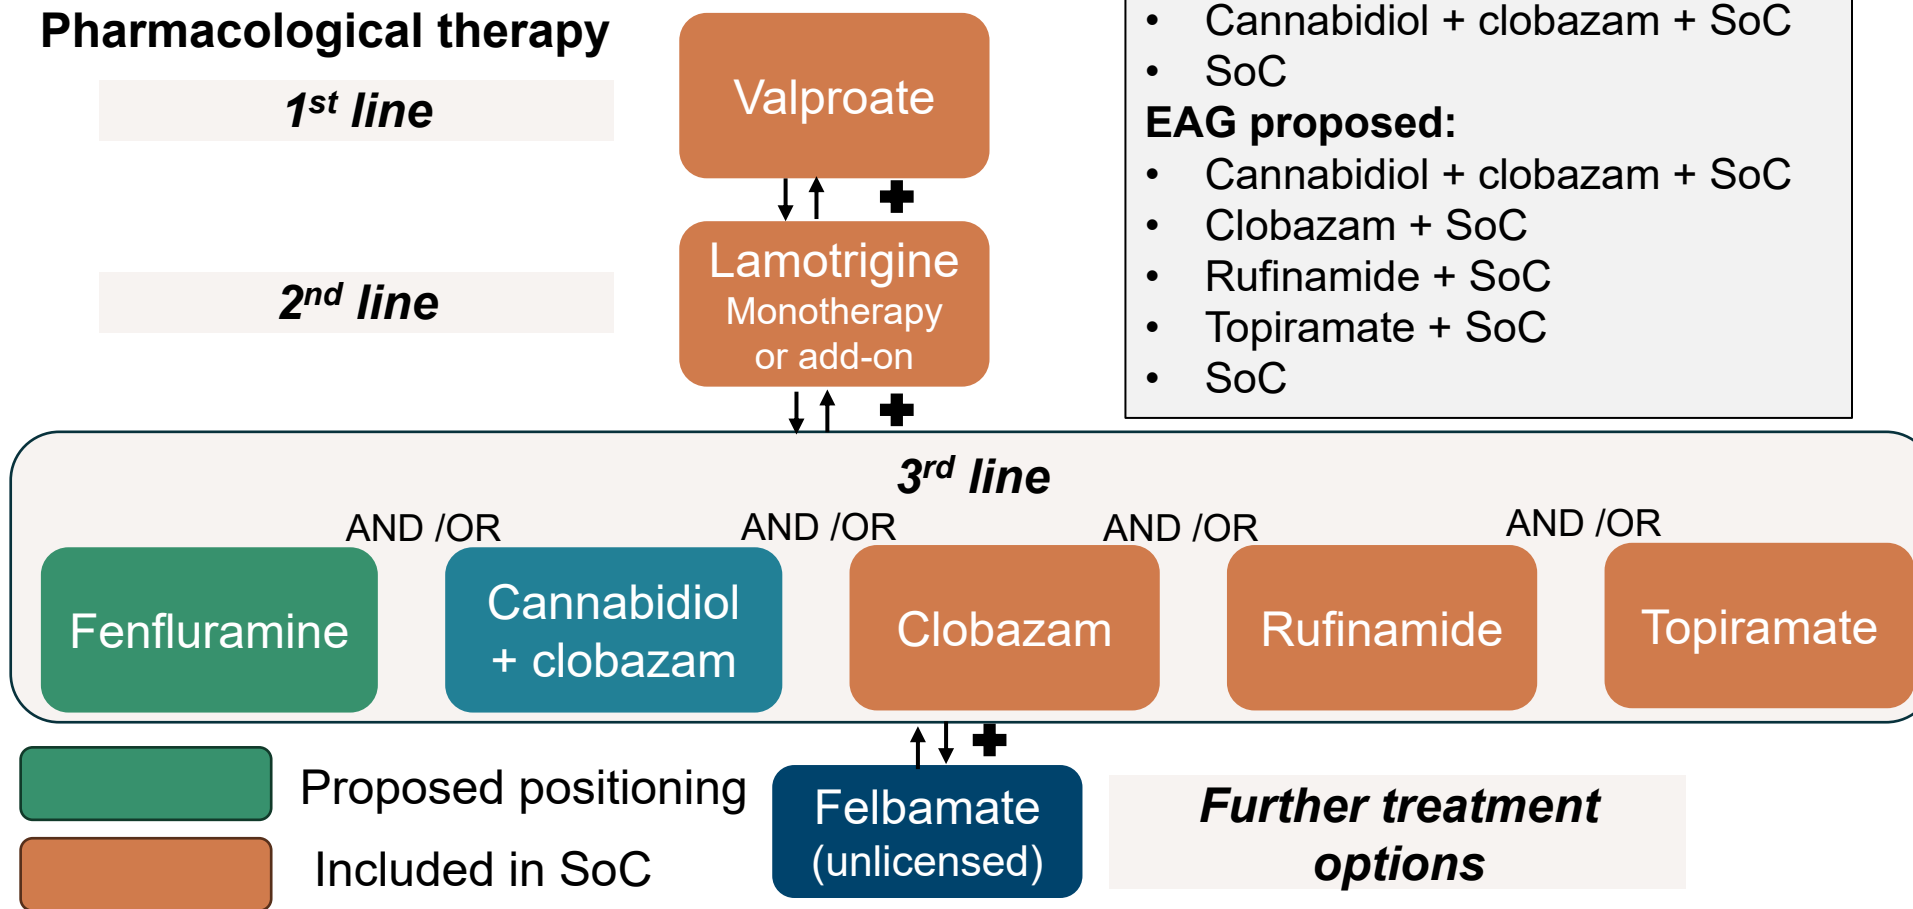 Pharmacological therapy
1st line
Valproate
2nd line
Lamotrigine
Monotherapy
or add-on
• Cannabidiol + clobazam + SoC
• SoC
EAG proposed:
• Cannabidiol + clobazam + SoC
• Clobazam + SoC
• Rufinamide + SoC
• Topiramate + SoC
• SoC
3rd line
AND /OR
AND /OR
AND /OR
AND /OR
Fenfluramine
Cannabidiol
+ clobazam
Clobazam
Rufinamide
Topiramate
Proposed positioning
Included in SoC
Felbamate
(unlicensed)
Further treatment
options